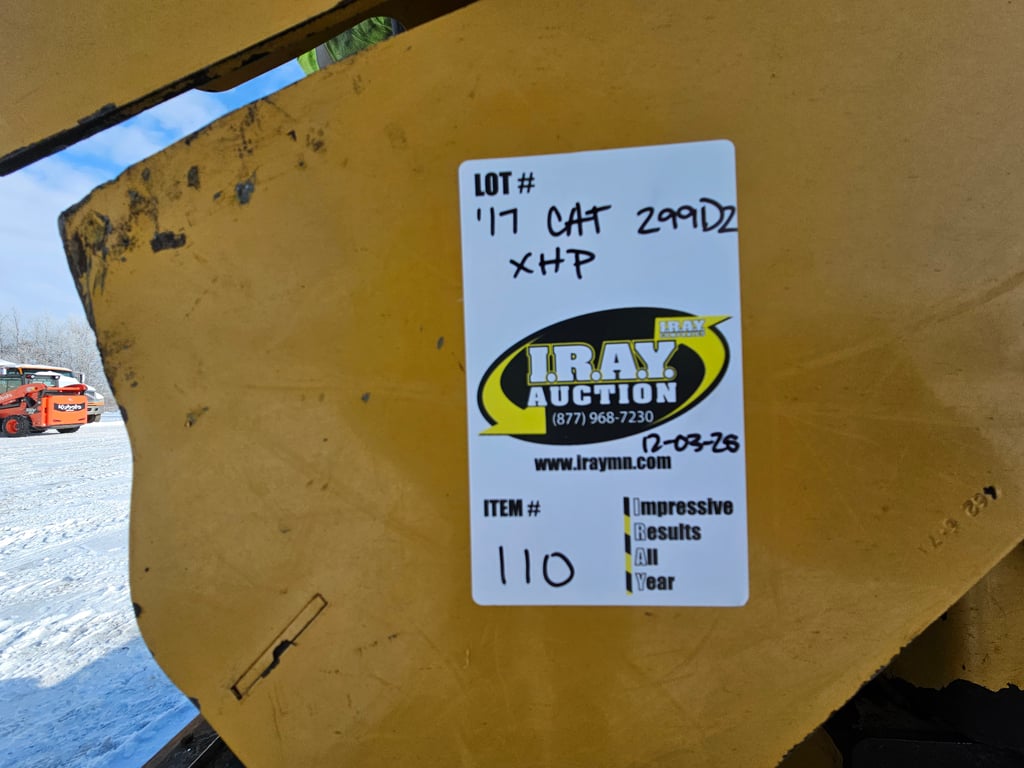 LOT #
'17 CAT 299D2
XHP
I.R.A.Y.
I.R.A.Y.
AUCTION
(877) 968-7230
12-03-25
www.iraymn.com
ITEM #
110
Impressive
Results
All
Year
Kubota